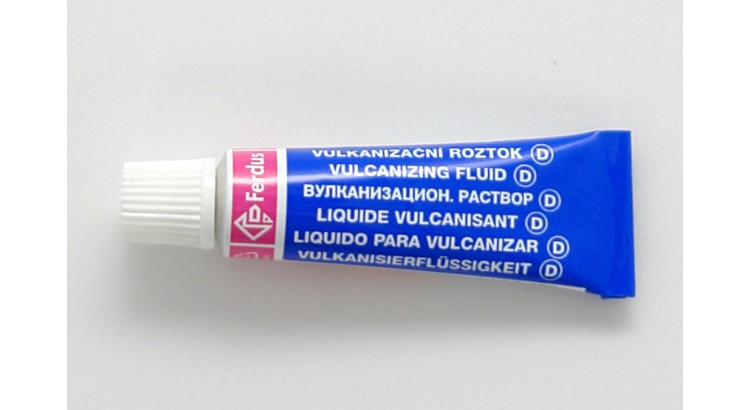 VULKANIZAČNÍ ROZTOK D
VULCANIZING FLUID D
ВУЛКАНИЗАЦИОН. РАСТВОР D
LIQUIDE VULCANISANT D
LIQUIDO PARA VULCANIZAR D
VULKANISIERFLÜSSIGKEIT D
Ferdus